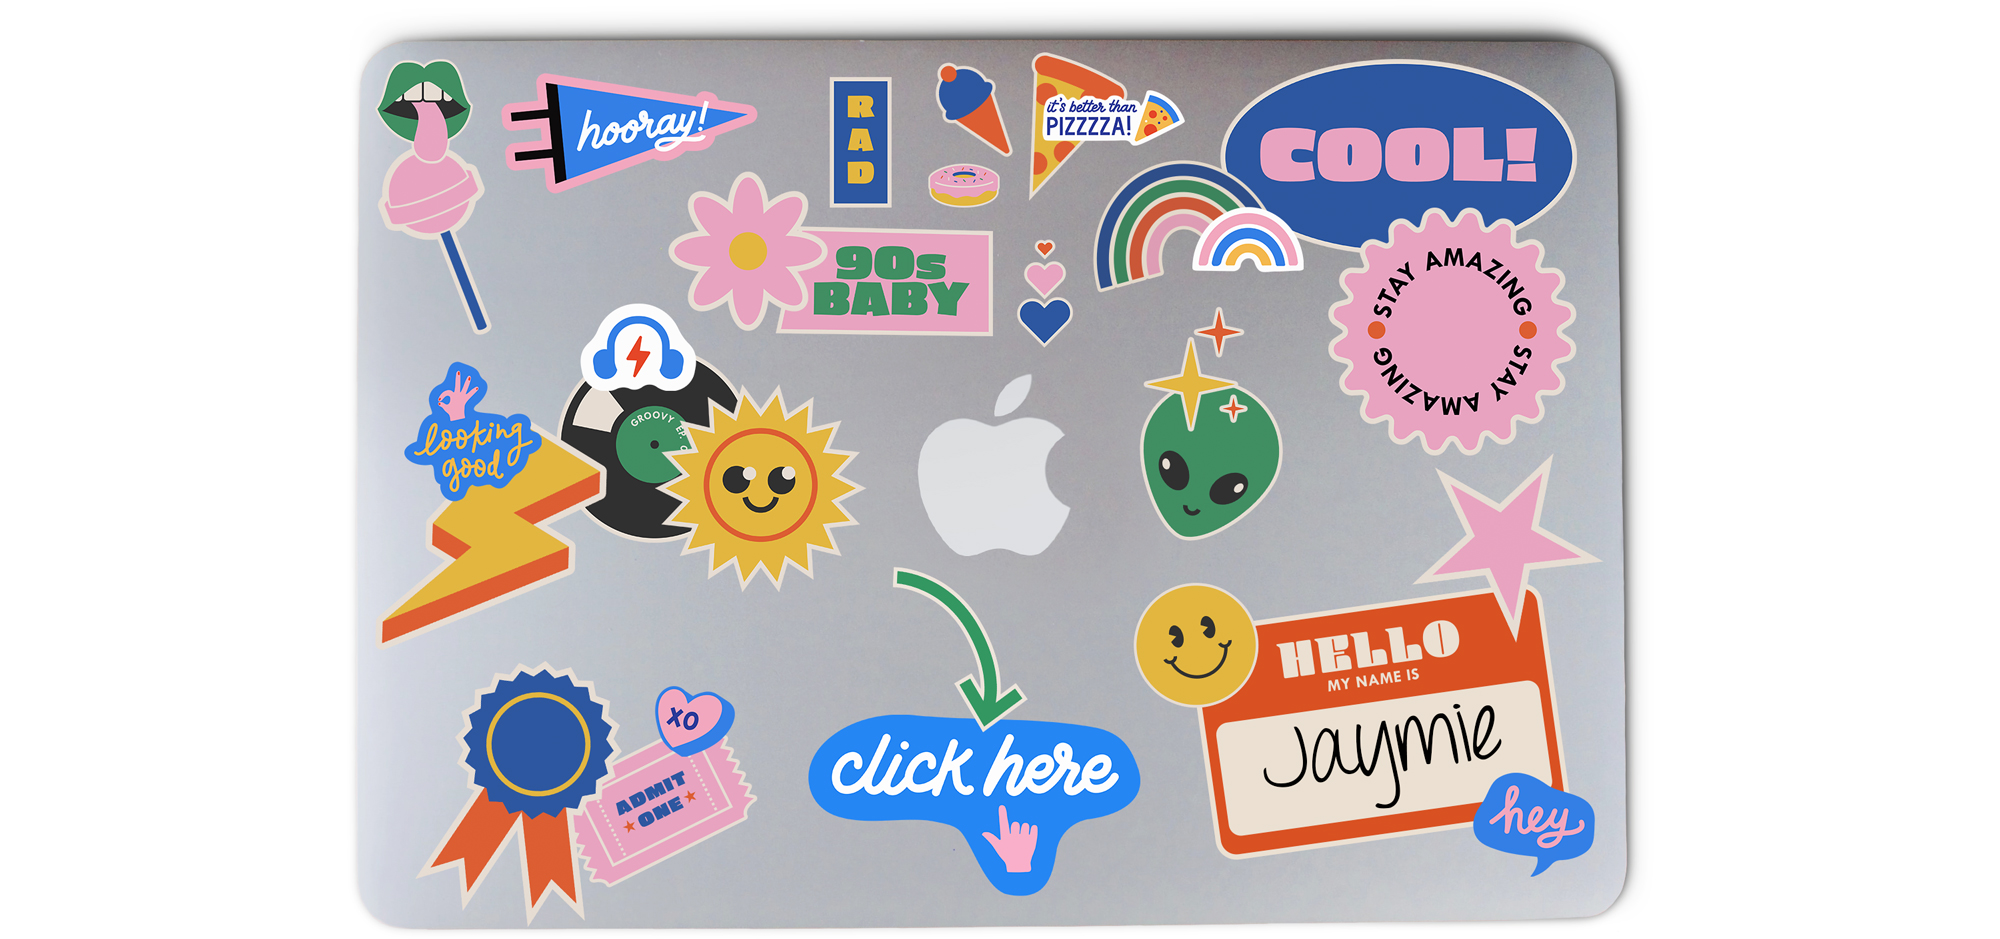 hooray!
R
A
D
it's better than
PIZZZZA!
COOL!
90s
BABY
STAY AMAZING
STAY AMAZING
looking
good
GROOVY EP.
HELLO
MY NAME IS
Jaymie
hey
XO
ADMIT
ONE
click here